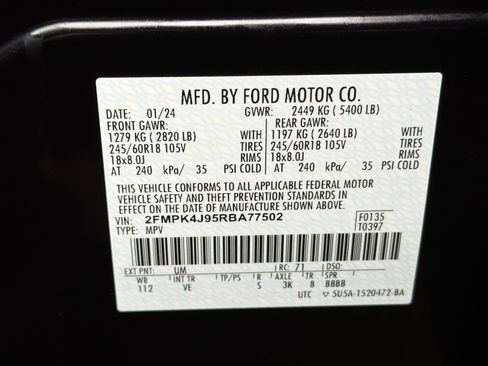 MFD. BY FORD MOTOR CO.
DATE: 01/24 GVWR: 2449 KG ( 5400 LB)
FRONT GAWR: REAR GAWR:
1279 KG ( 2820 LB) WITH 1197 KG ( 2640 LB) WITH
245/60R18 105V TIRES 245/60R18 105V TIRES
18x8.0J RIMS 18x8.0J RIMS
AT 240 kPa/ 35 PSI COLD AT 240 kPa/ 35 PSI COLD
THIS VEHICLE CONFORMS TO ALL APPLICABLE FEDERAL MOTOR
VEHICLE SAFETY AND THEFT PREVENTION STANDARDS IN EFFECT ON
THE DATE OF MANUFACTURE SHOWN ABOVE.
VIN: 2FMPK4J95RBA77502 F0135
TYPE: MPV T0397
EXT PNT: UM RC: 71 DSO:
WB INT TR TP/PS R AXLE TR SPR
112 VE S 3K 8 BBBB
UTC 5U5A-1520472-BA